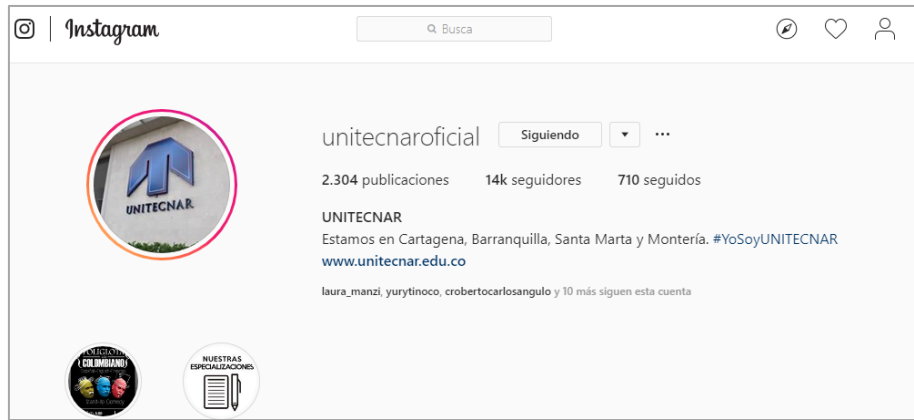 Instagram
Busca
UNITECNAR
unitecnaroficial Siguiendo
2.304 publicaciones 14k seguidores 710 seguidos
UNITECNAR
Estamos en Cartagena, Barranquilla, Santa Marta y Montería. #YoSoyUNITECNAR
www.unitecnar.edu.co
laura_manzi, yurytinoco, crobertocarlosangulo y 10 más siguen esta cuenta
COLOMBIANO
NUESTRAS
ESPECIALIZACIONES